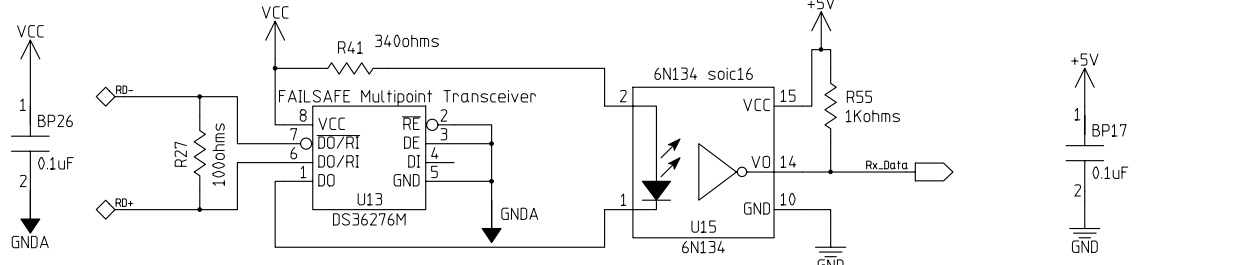 VCC
1
BP26
0.1uF
2
GNDA
RD-
RD+
R27
100ohms
VCC
R41
340ohms
FAILSAFE Multipoint Transceiver
8
VCC
7
DO/RI
6
DO/RI
1
DO
RE
2
DE
3
DI
4
GND
5
U13
DS36276M
GNDA
6N134 soic16
2
1
VCC
15
VO
14
GND
10
U15
6N134
+5V
R55
1Kohms
Rx_Data
GND
+5V
1
BP17
0.1uF
2
GND